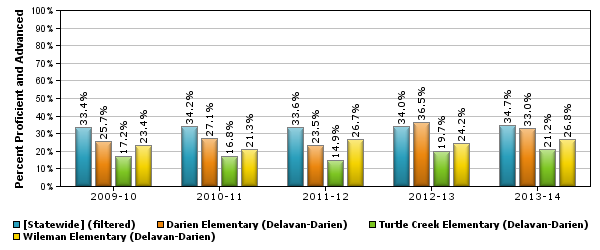 Percent Proficient and Advanced
100%
90%
80%
70%
60%
50%
40%
30%
20%
10%
0%
33.4% 25.7% 17.2% 23.4%
34.2% 27.1% 16.8% 21.3%
33.6% 23.5% 14.9% 26.7%
34.0% 36.5% 19.7% 24.2%
34.7% 33.0% 21.2% 26.8%
2009-10 2010-11 2011-12 2012-13 2013-14
[Statewide] (filtered) Darien Elementary (Delavan-Darien) Turtle Creek Elementary (Delavan-Darien)
Wileman Elementary (Delavan-Darien)